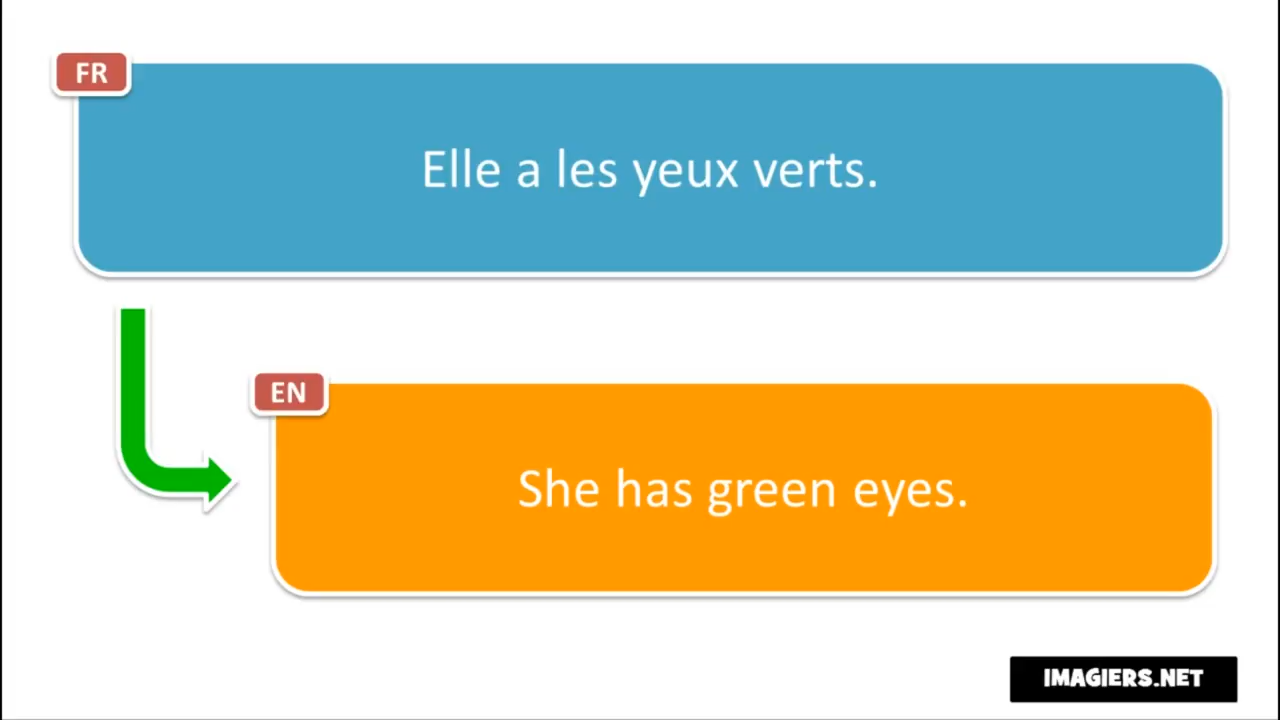 FR
Elle a les yeux verts.
EN
She has green eyes.
IMAGIERS.NET